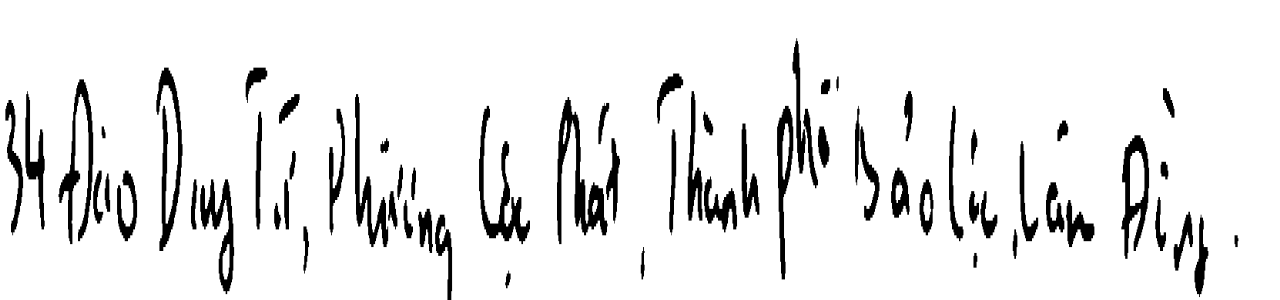 34 Đào Duy Từ, Phường Lộc Phát, Thành phố Bảo Lộc, Lâm Đồng.